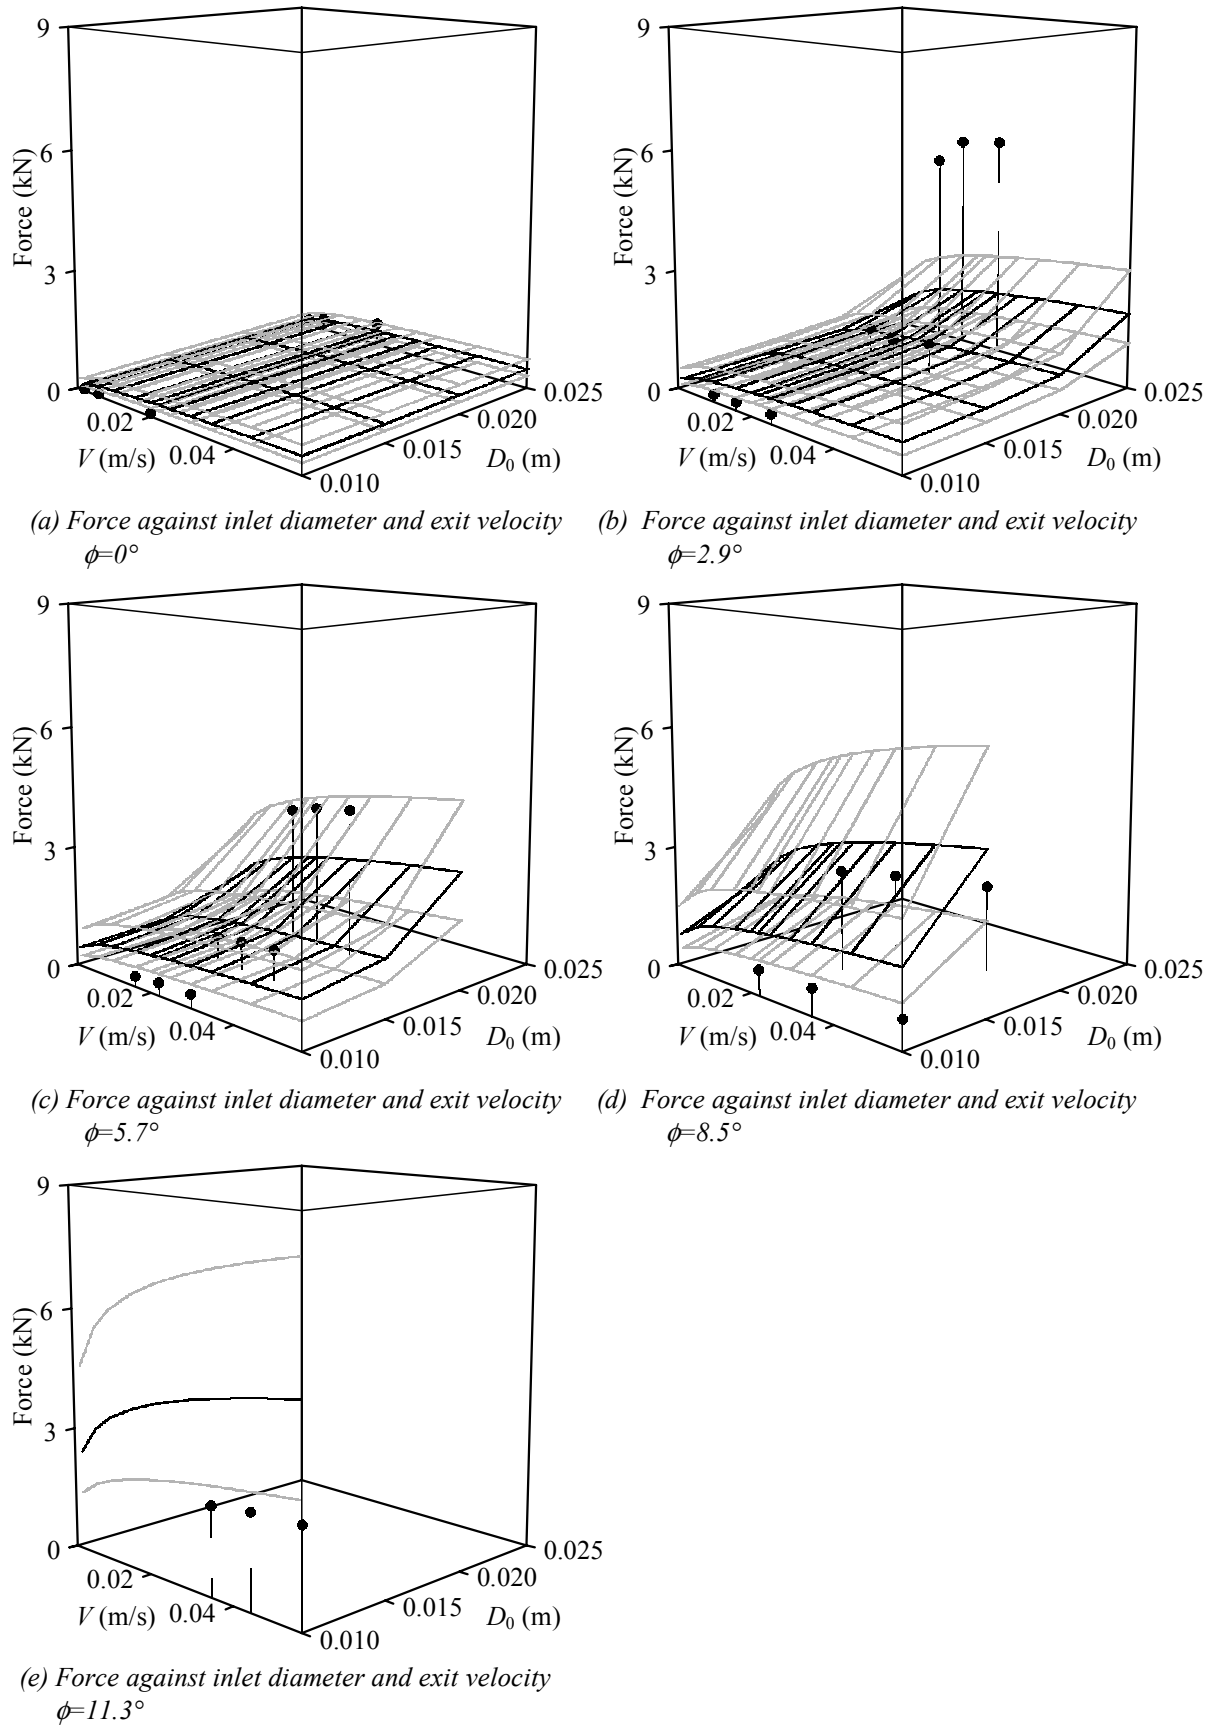 9
9
6
6
Force (kN)
Force (kN)
3
3
0
0.025
0
0.025
0.02
0.020
0.02
0.020
V (m/s) 0.04
0.015 D₀ (m)
V (m/s) 0.04
0.015 D₀ (m)
0.010
0.010
(a) Force against inlet diameter and exit velocity
ϕ=0°
(b) Force against inlet diameter and exit velocity
ϕ=2.9°
9
9
6
6
Force (kN)
Force (kN)
3
3
0
0.025
0
0.025
0.02
0.020
0.02
0.020
V (m/s) 0.04
0.015 D₀ (m)
V (m/s) 0.04
0.015 D₀ (m)
0.010
0.010
(c) Force against inlet diameter and exit velocity
ϕ=5.7°
(d) Force against inlet diameter and exit velocity
ϕ=8.5°
9
6
Force (kN)
3
0
0.025
0.02
0.020
V (m/s) 0.04
0.015 D₀ (m)
0.010
(e) Force against inlet diameter and exit velocity
ϕ=11.3°